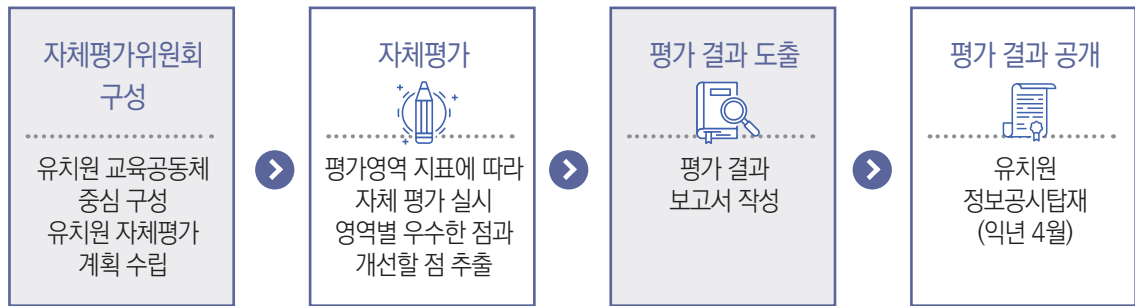 자체평가위원회
구성
유치원 교육공동체
중심 구성
유치원 자체평가
계획 수립
자체평가
평가영역 지표에 따라
자체 평가 실시
영역별 우수한 점과
개선할 점 추출
평가 결과 도출
평가 결과
보고서 작성
평가 결과 공개
유치원
정보공시탑재
(익년 4월)